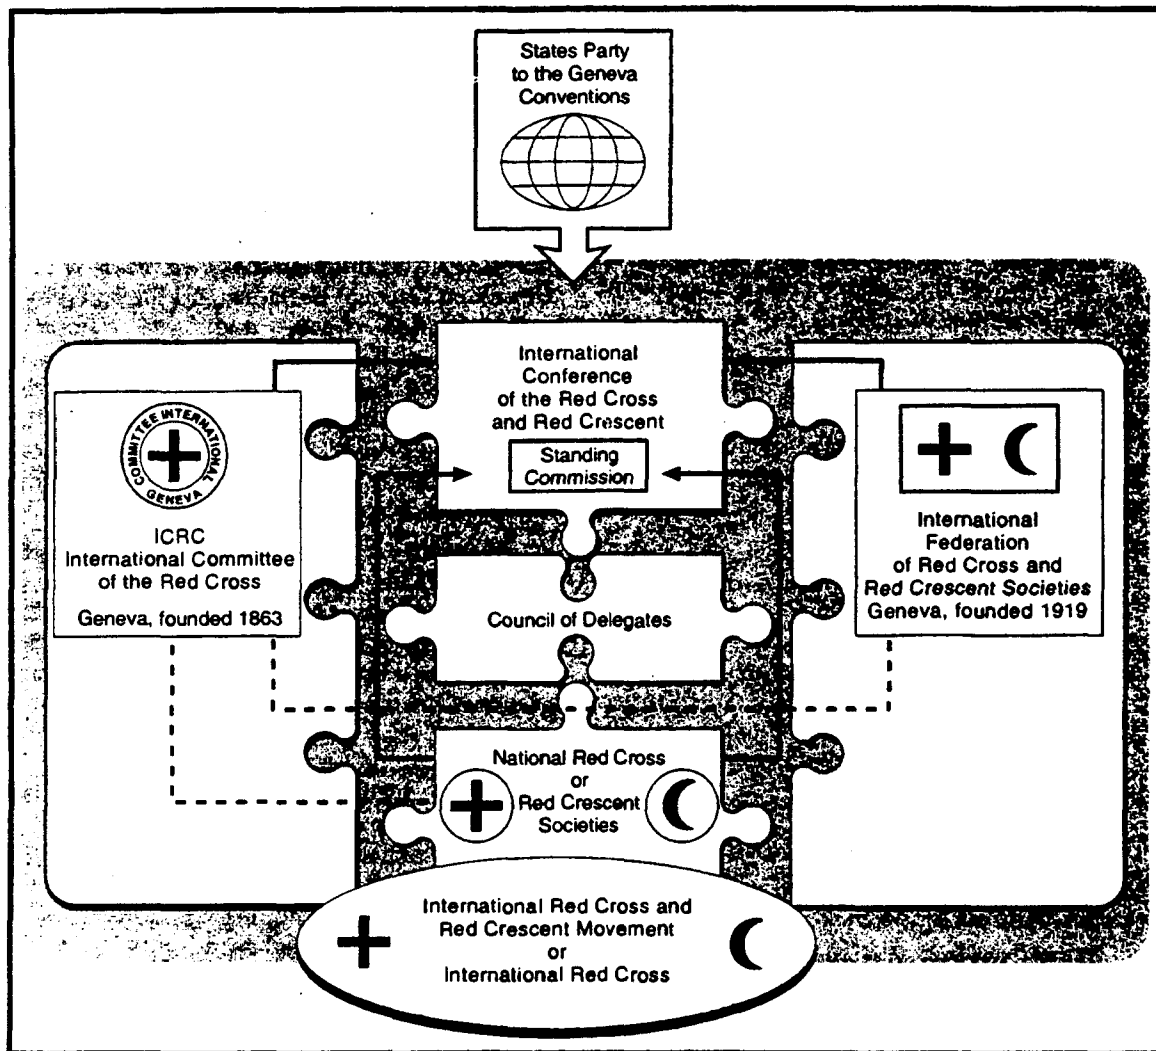 States Party
to the Geneva
Conventions
International
Conference
of the Red Cross
and Red Crescent
Standing
Commission
COMMITTEE INTERNATIONAL
GENEVA
ICRC
International Committee
of the Red Cross
Geneva, founded 1863
International
Federation
of Red Cross and
Red Crescent Societies
Geneva, founded 1919
Council of Delegates
National Red Cross
or
Red Crescent
Societies
International Red Cross and
Red Crescent Movement
or
International Red Cross